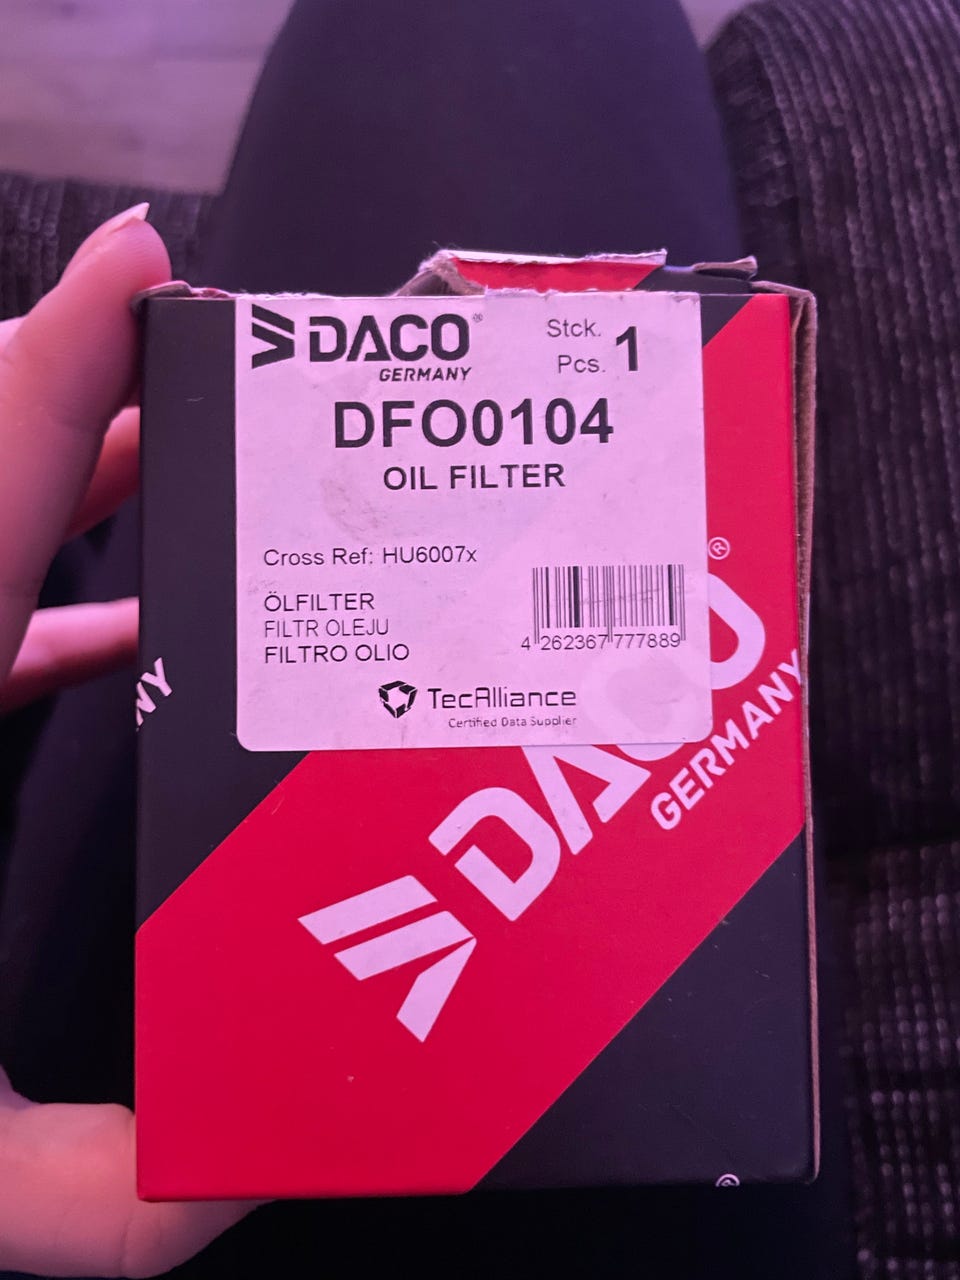 DACO®
GERMANY
Stck.
Pcs. 1
DFO0104
OIL FILTER
Cross Ref: HU6007x
ÖLFILTER
FILTR OLEJU
FILTRO OLIO
4 262367 777889
TecAlliance
Certified Data Supplier
NY
DACO®
GERMANY
®